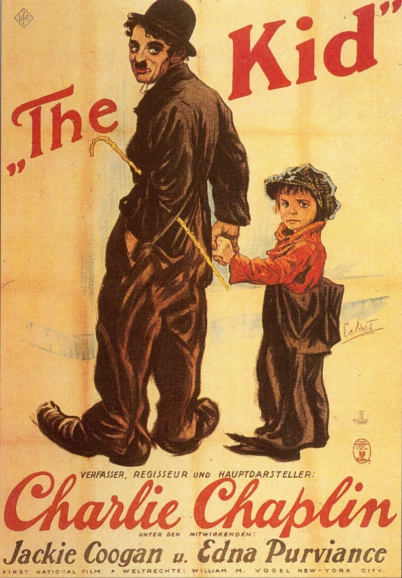 „The
Kid"
Eckert
VERFASSER, REGISSEUR UND HAUPTDARSTELLER:
Charlie Chaplin
UNTER DEN MITWIRKENDEN:
Jackie Coogan u. Edna Purviance
FIRST NATIONAL FILM * WELTRECHTE: WILLIAM M. VOGEL NEW-YORK CITY.